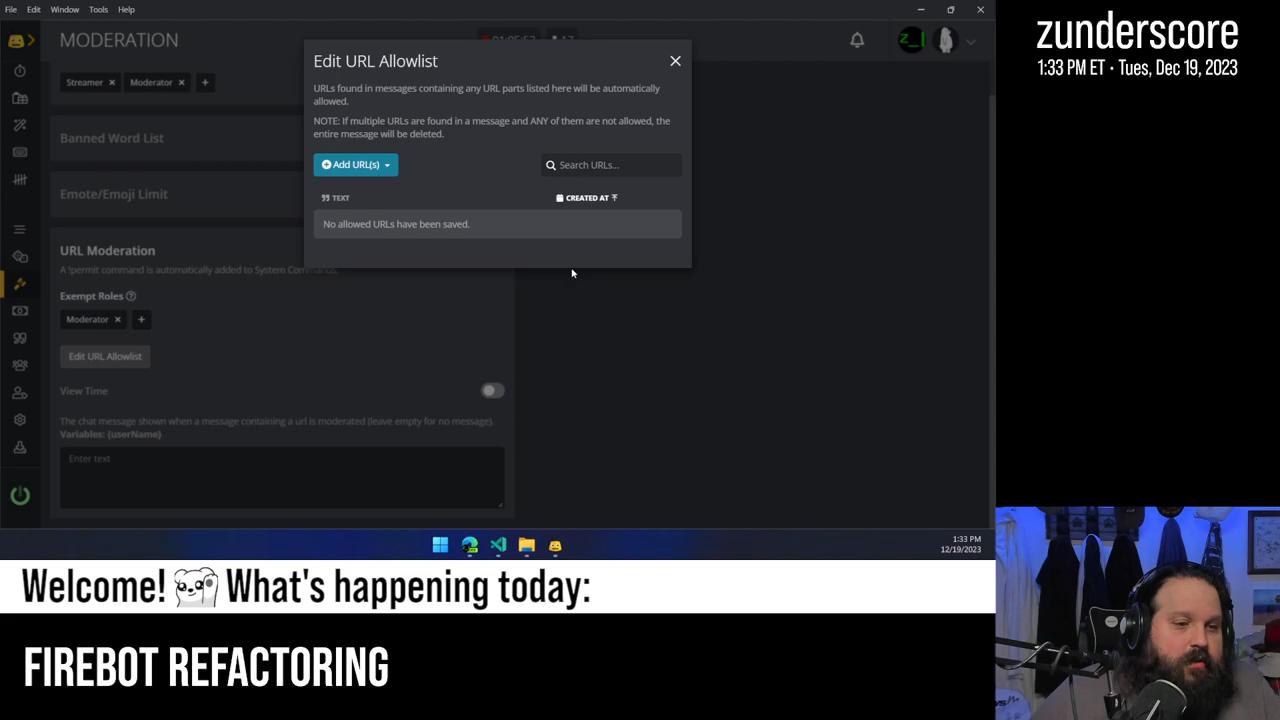 File Edit Window Tools Help
MODERATION
Streamer × Moderator × +
Banned Word List
Emote/Emoji Limit
URL Moderation
A !permit command is automatically added to System Commands.
Exempt Roles
Moderator × +
Edit URL Allowlist
View Time
The chat message shown when a message containing a url is moderated (leave empty for no message).
Variables: {userName}
Enter text
Edit URL Allowlist
URLs found in messages containing any URL parts listed here will be automatically
allowed.
NOTE: If multiple URLs are found in a message and ANY of them are not allowed, the
entire message will be deleted.
Add URL(s)
Search URLs...
TEXT
CREATED AT
No allowed URLs have been saved.
z_|
1:33 PM
12/19/2023
zunderscore
1:33 PM ET · Tues, Dec 19, 2023
Welcome! What's happening today:
FIREBOT REFACTORING